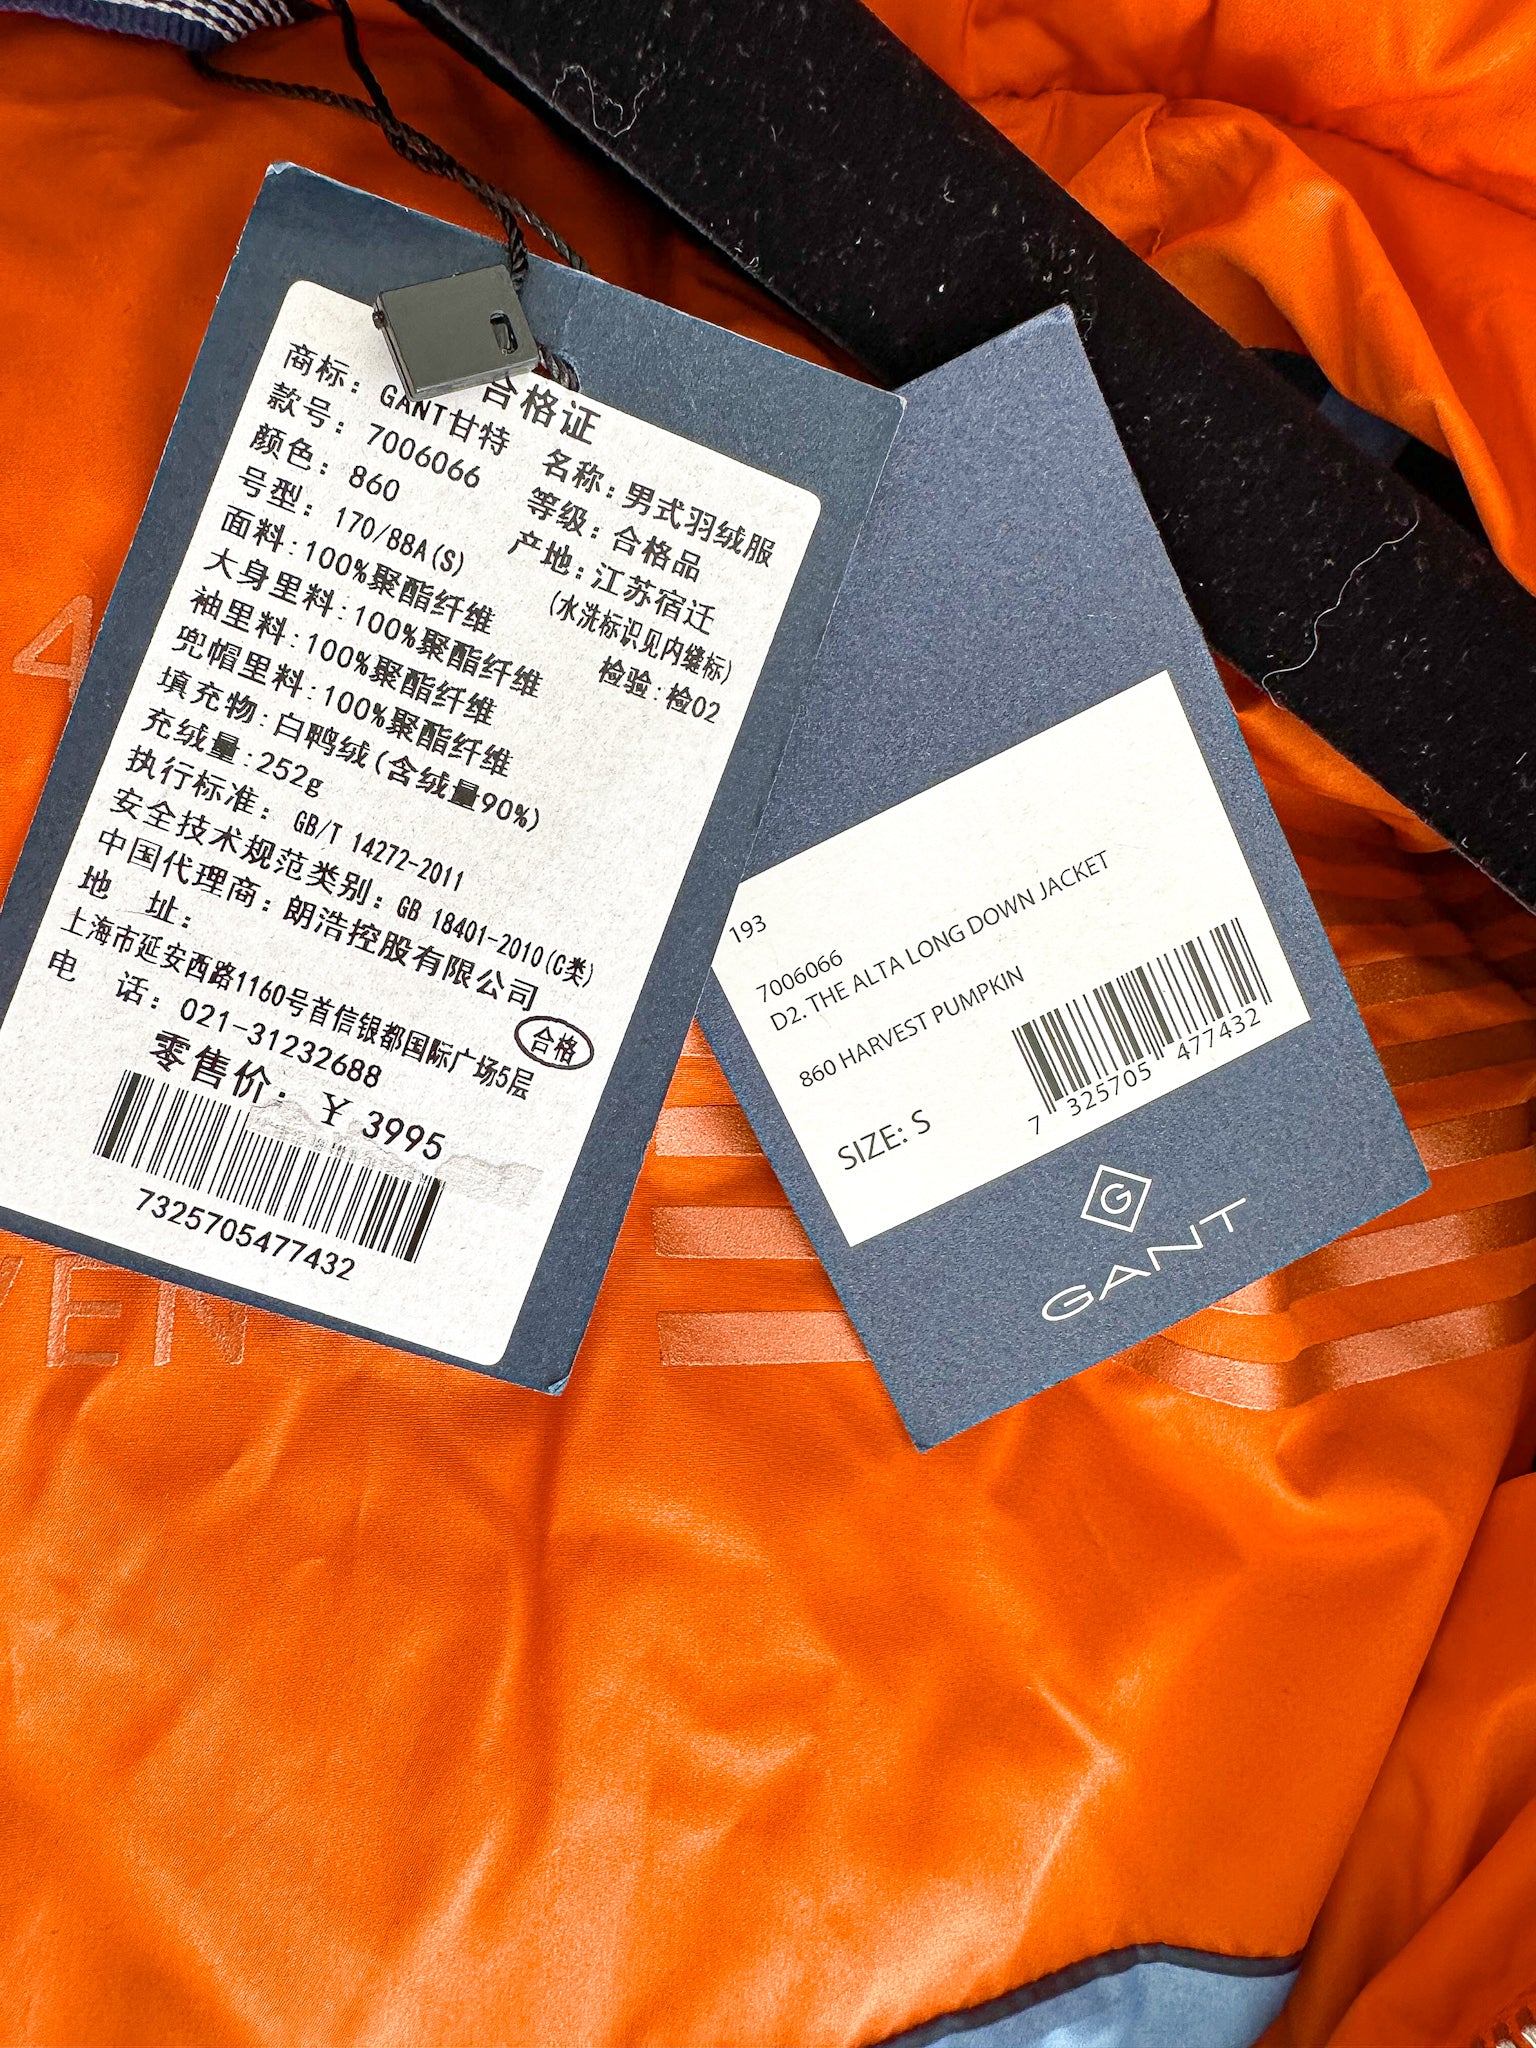 合格证
商标：GANT甘特
名称：男式羽绒服
款号：7006066
等级：合格品
颜色：860
产地：江苏宿迁
号型：170/88A(S)
(水洗标识见内缝标)
面料：100%聚酯纤维
检验：检02
大身里料：100%聚酯纤维
袖里料：100%聚酯纤维
兜帽里料：100%聚酯纤维
填充物：白鸭绒(含绒量90%)
充绒量：252g
执行标准：GB/T 14272-2011
安全技术规范类别：GB 18401-2010(C类)
中国代理商：朗浩控股有限公司
地 址：
上海市延安西路1160号首信银都国际广场5层
电 话：021-31232688
合格
零售价：￥3995
7325705477432
193
7006066
D2. THE ALTA LONG DOWN JACKET
860 HARVEST PUMPKIN
7 325705 477432
SIZE: S
G
GANT
4
VEN